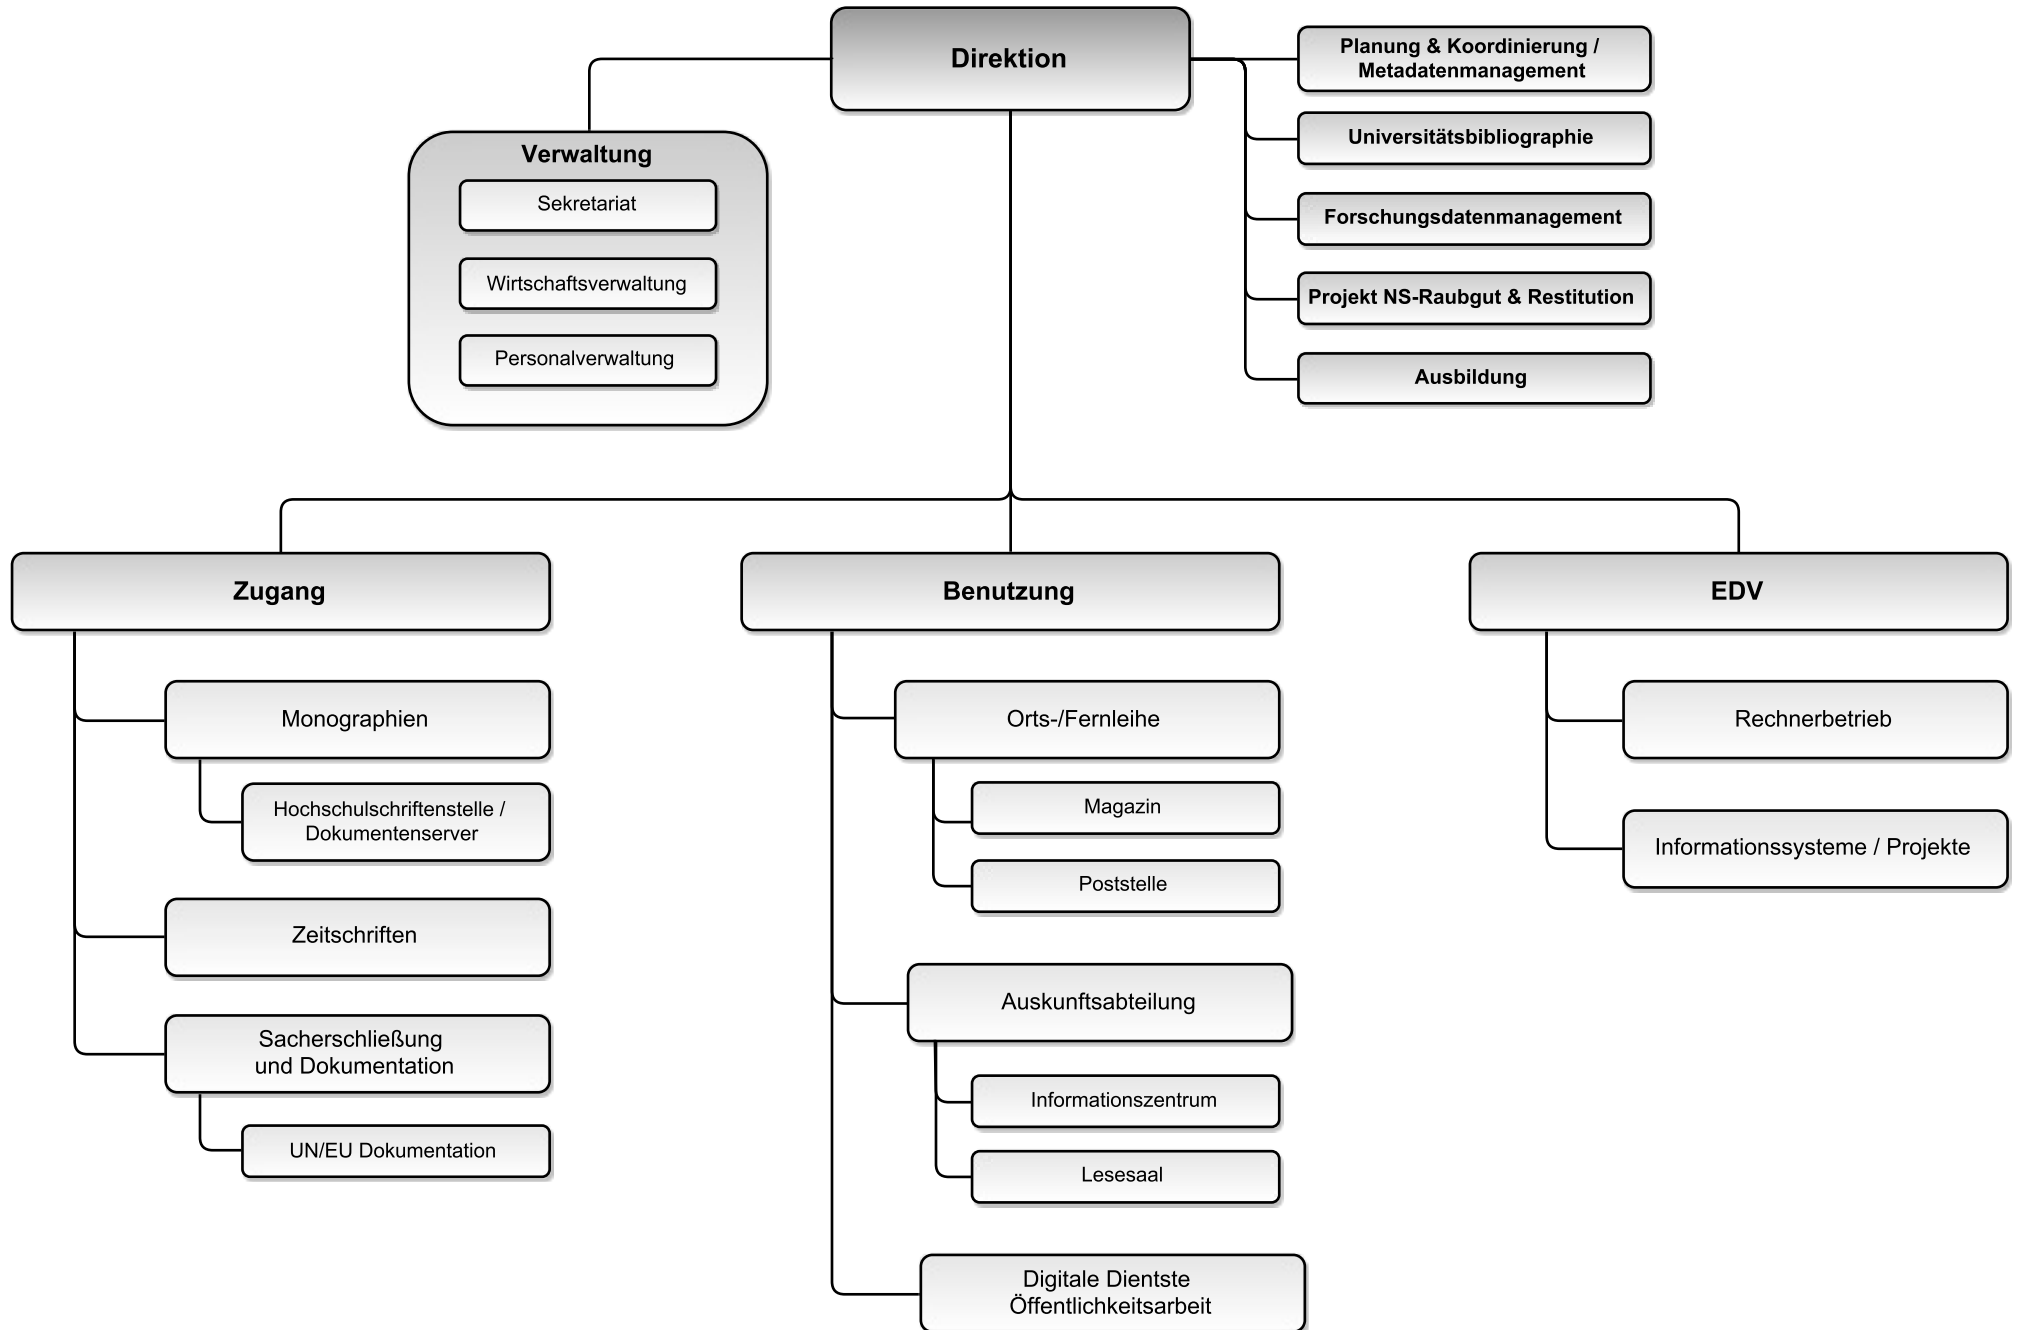 Direktion
Planung & Koordinierung /
Metadatenmanagement
Universitätsbibliographie
Forschungsdatenmanagement
Projekt NS-Raubgut & Restitution
Ausbildung
Verwaltung
Sekretariat
Wirtschaftsverwaltung
Personalverwaltung
Zugang
Monographien
Hochschulschriftenstelle /
Dokumentenserver
Zeitschriften
Sacherschließung
und Dokumentation
UN/EU Dokumentation
Benutzung
Orts-/Fernleihe
Magazin
Poststelle
Auskunftsabteilung
Informationszentrum
Lesesaal
Digitale Dientste
Öffentlichkeitsarbeit
EDV
Rechnerbetrieb
Informationssysteme / Projekte